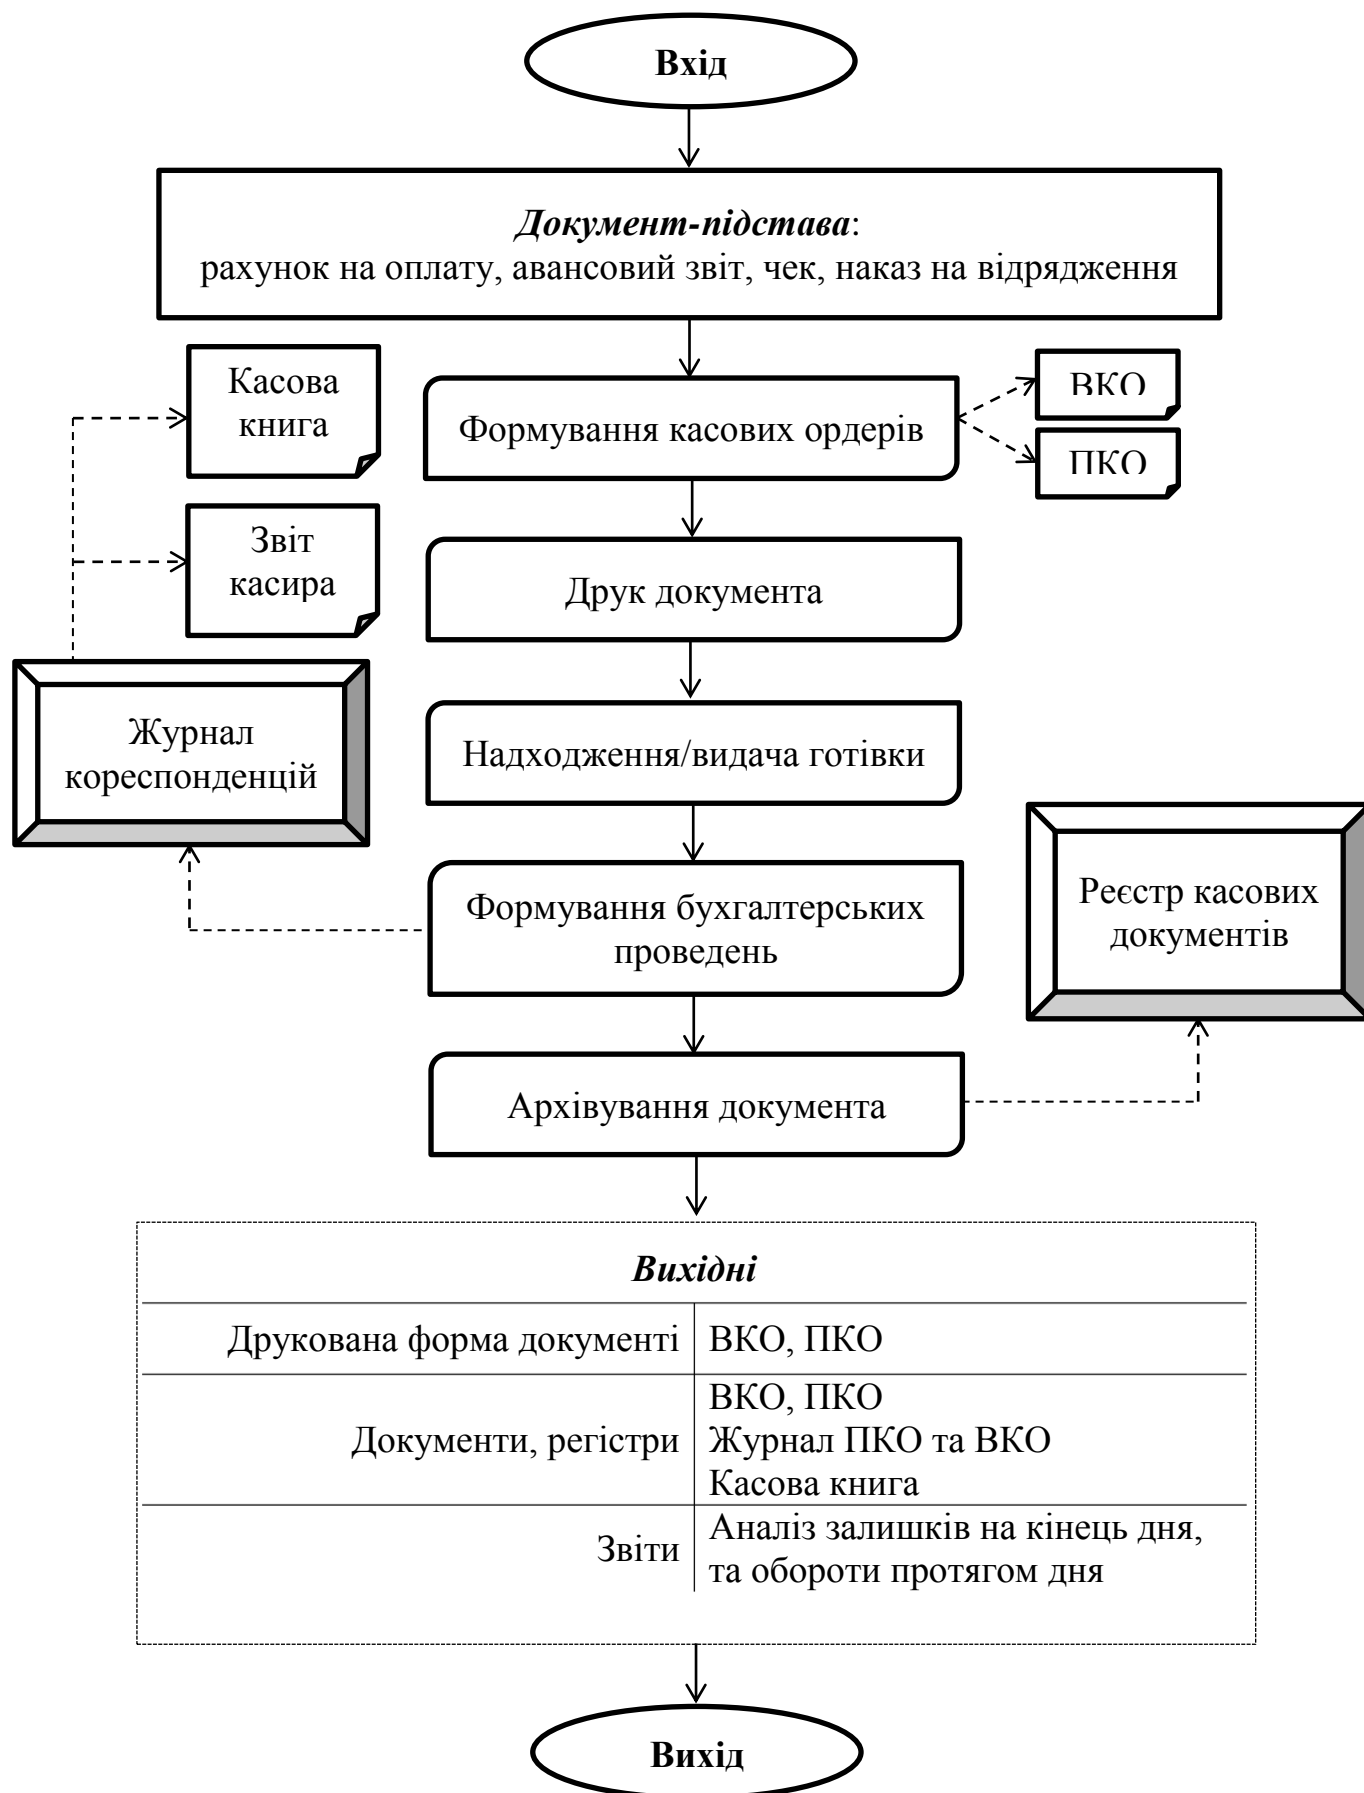 Вхід
Документ-підстава:
рахунок на оплату, авансовий звіт, чек, наказ на відрядження
Касова
книга
Формування касових ордерів
ВКО
ПКО
Звіт
касира
Друк документа
Журнал
кореспонденцій
Надходження/видача готівки
Формування бухгалтерських
проведень
Реєстр касових
документів
Архівування документа
Вихідні
Друкована форма документі
ВКО, ПКО
Документи, регістри
ВКО, ПКО
Журнал ПКО та ВКО
Касова книга
Звіти
Аналіз залишків на кінець дня,
та обороти протягом дня
Вихід